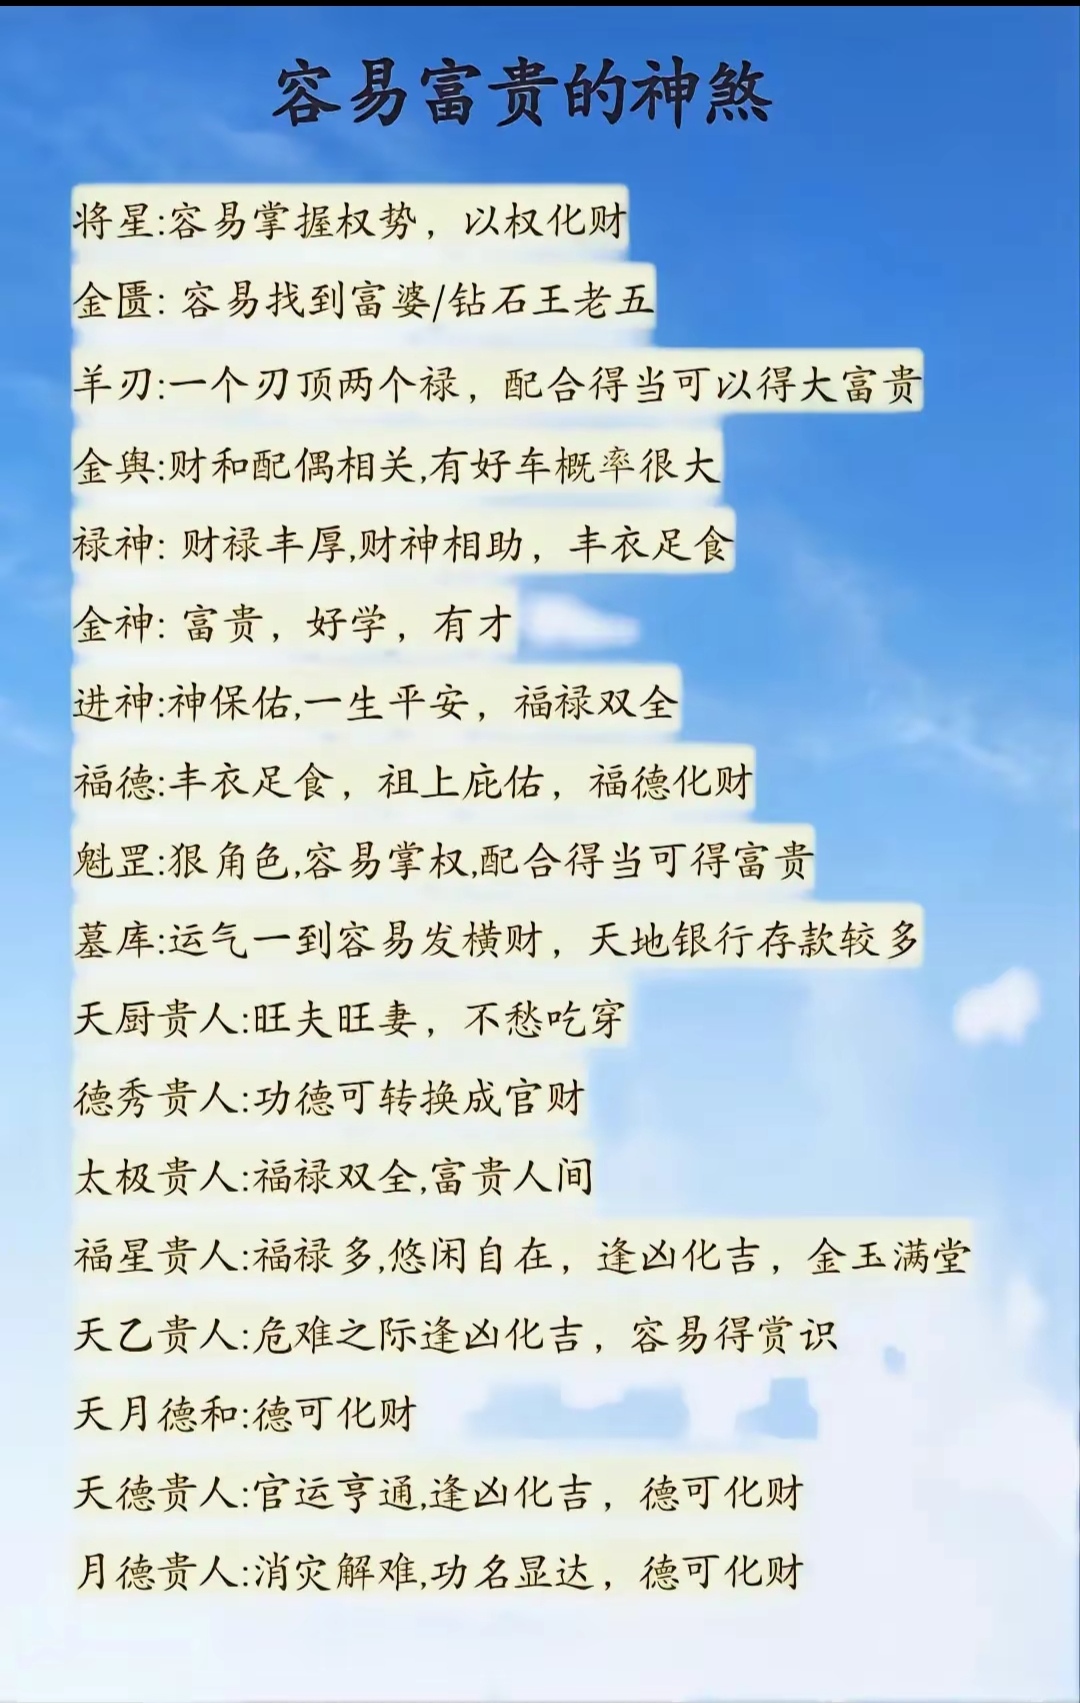 容易富贵的神煞
将星:容易掌握权势，以权化财
金匮: 容易找到富婆/钻石王老五
羊刃:一个刃顶两个禄，配合得当可以得大富贵
金舆:财和配偶相关,有好车概率很大
禄神: 财禄丰厚,财神相助，丰衣足食
金神: 富贵，好学，有才
进神:神保佑,一生平安，福禄双全
福德:丰衣足食，祖上庇佑，福德化财
魁罡:狠角色,容易掌权,配合得当可得富贵
墓库:运气一到容易发横财，天地银行存款较多
天厨贵人:旺夫旺妻，不愁吃穿
德秀贵人:功德可转换成官财
太极贵人:福禄双全,富贵人间
福星贵人:福禄多,悠闲自在，逢凶化吉，金玉满堂
天乙贵人:危难之际逢凶化吉，容易得赏识
天月德和:德可化财
天德贵人:官运亨通,逢凶化吉，德可化财
月德贵人:消灾解难,功名显达，德可化财